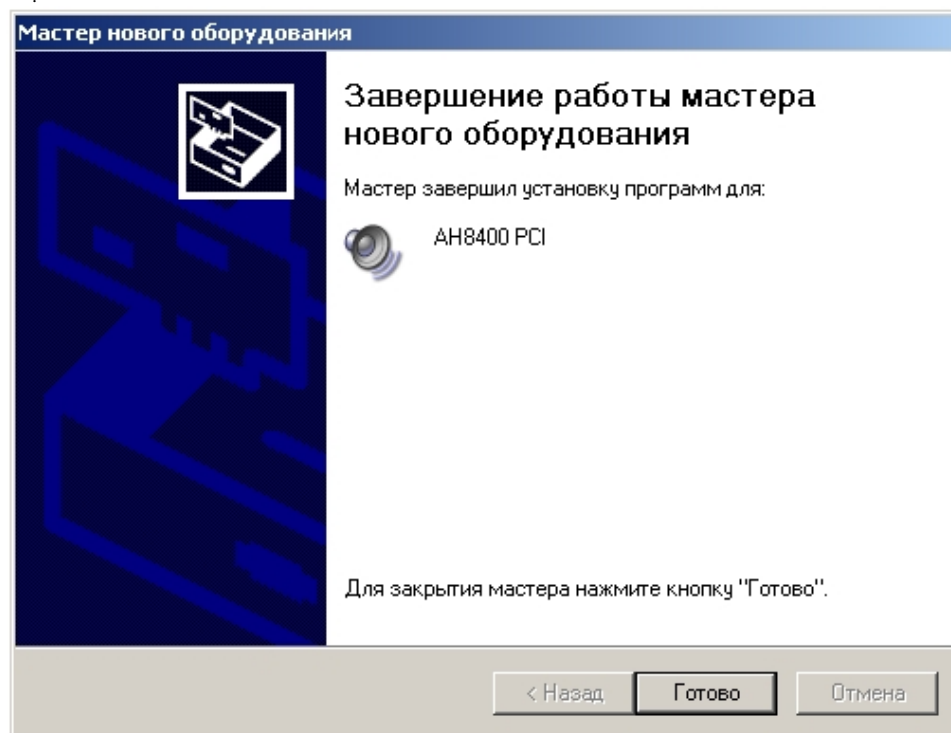 Мастер нового оборудования
Завершение работы мастера
нового оборудования
Мастер завершил установку программ для:
AH8400 PCI
Для закрытия мастера нажмите кнопку "Готово".
< Назад
Готово
Отмена